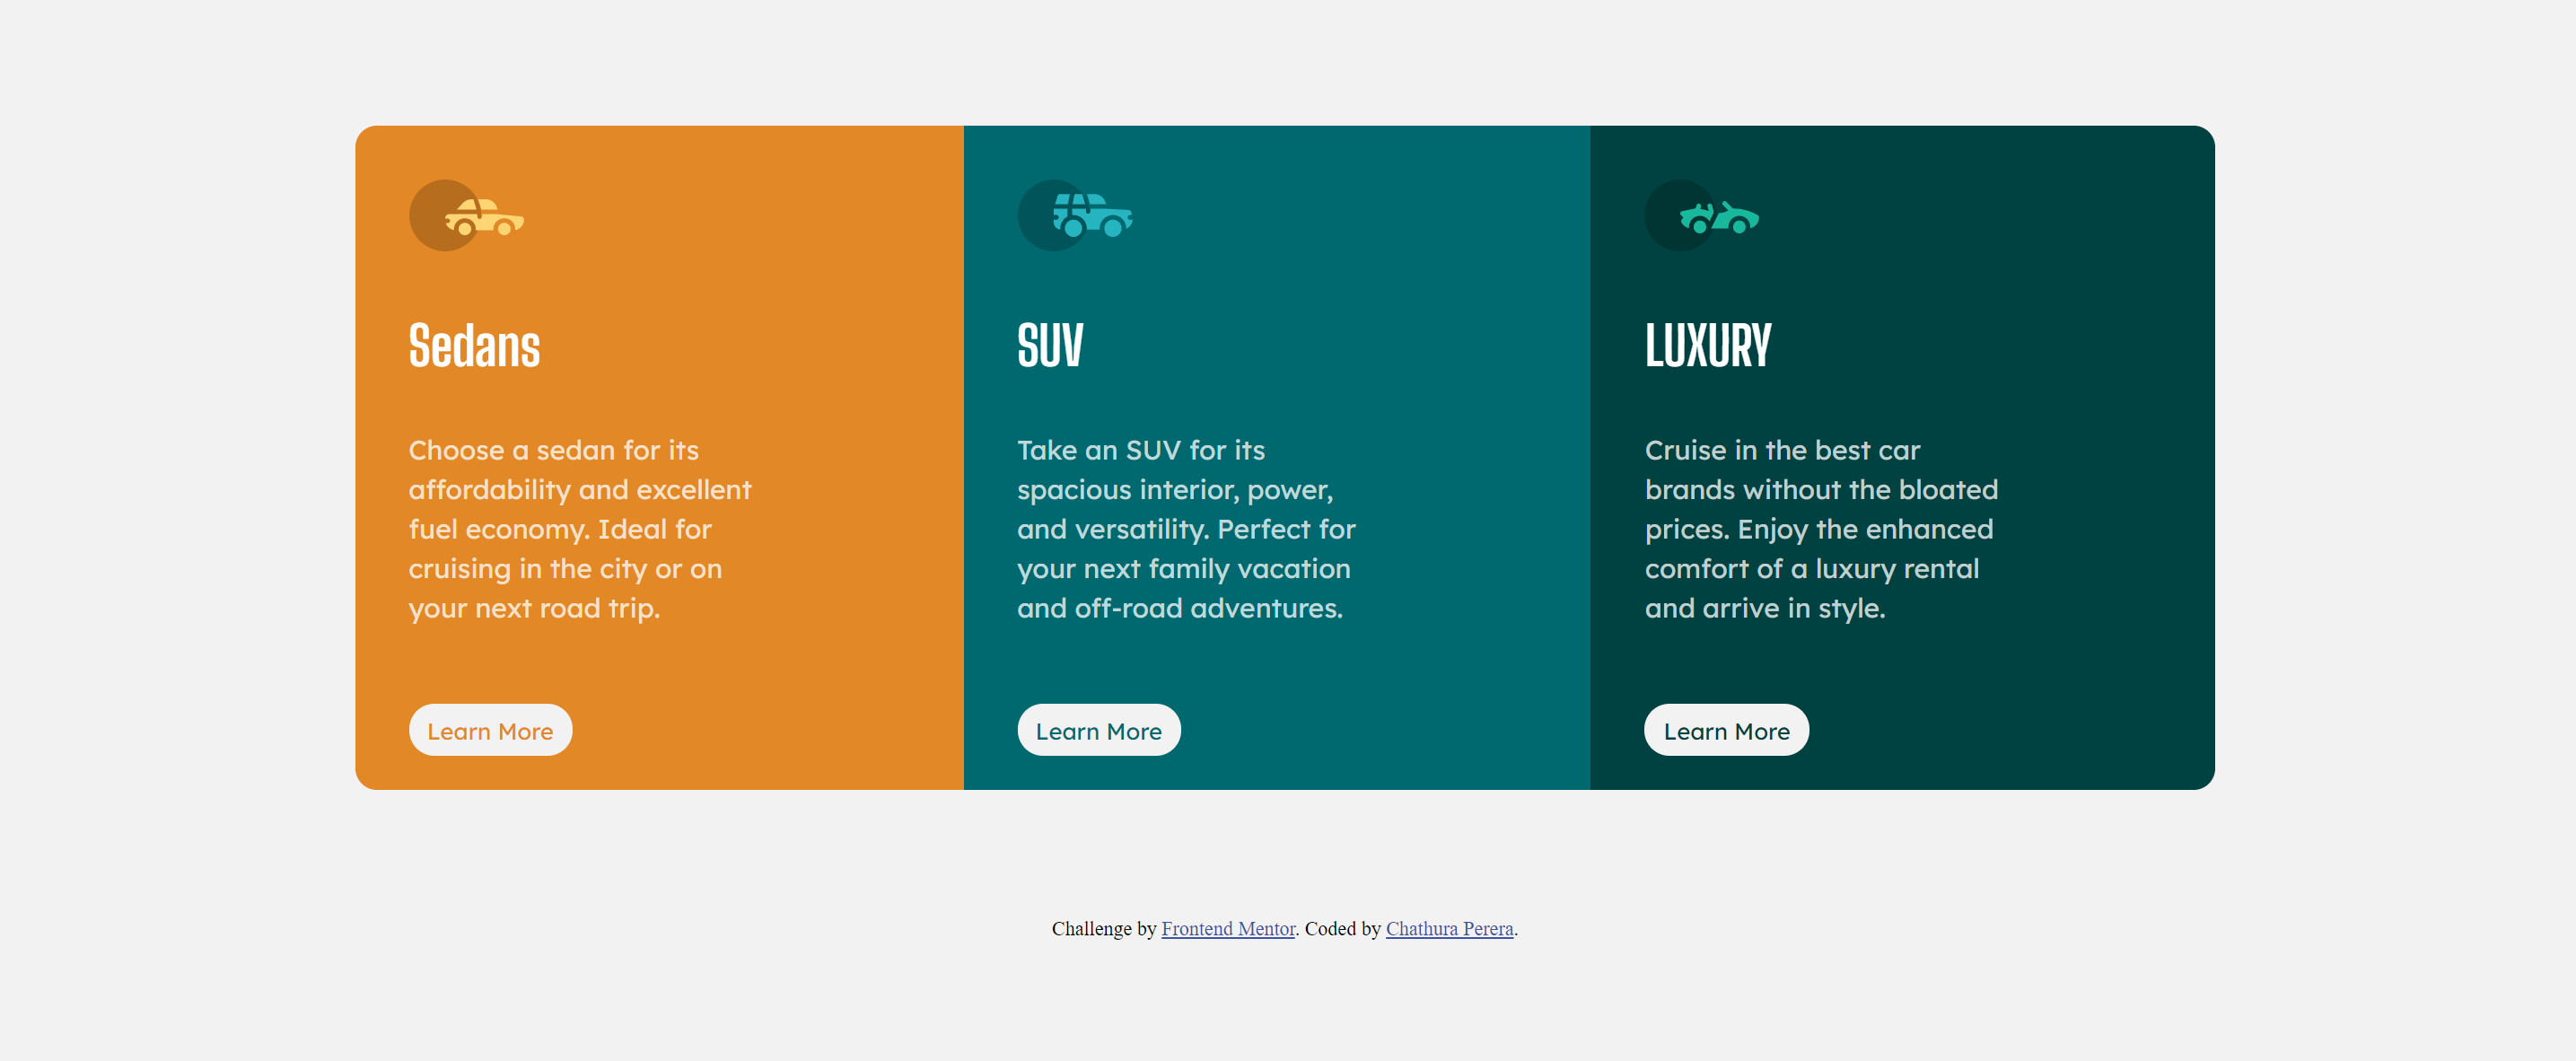 Sedans
Choose a sedan for its
affordability and excellent
fuel economy. Ideal for
cruising in the city or on
your next road trip.
Learn More
SUV
Take an SUV for its
spacious interior, power,
and versatility. Perfect for
your next family vacation
and off-road adventures.
Learn More
LUXURY
Cruise in the best car
brands without the bloated
prices. Enjoy the enhanced
comfort of a luxury rental
and arrive in style.
Learn More
Challenge by Frontend Mentor. Coded by Chathura Perera.